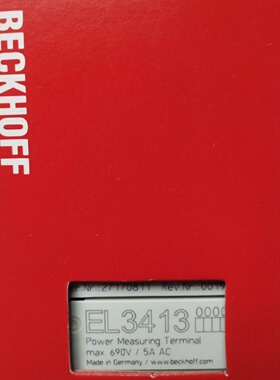 BECKHOFF
EL3413
Power Measuring Terminal
max. 690V / 5A AC
Made in Germany / www.beckhoff.com